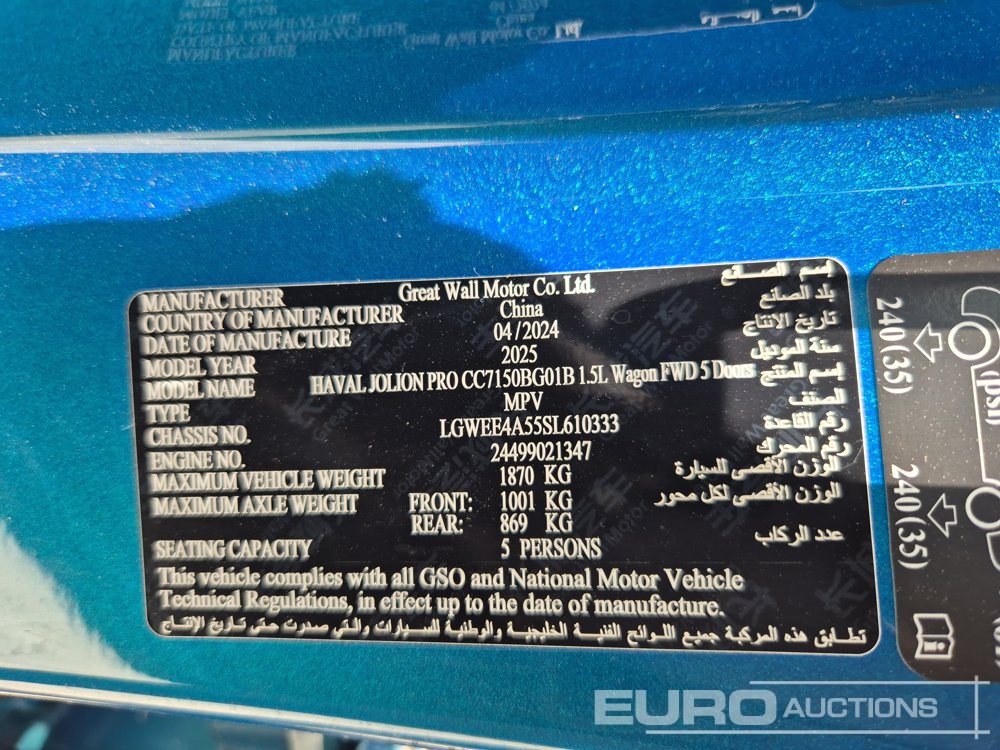 MANUFACTURER Great Wall Motor Co. Ltd. إسم الصانع
COUNTRY OF MANUFACTURER China بلد الصانع
DATE OF MANUFACTURE 04 / 2024 تاريخ الانتاج
MODEL YEAR 2025 سنة الموديل
MODEL NAME HAVAL JOLION PRO CC7150BG01B 1.5L Wagon FWD 5 Doors إسم المنتج
TYPE MPV الصنف
CHASSIS NO. LGWEE4A55SL610333 رقم القاعدة
ENGINE NO. 24499021347 رقم المحرك
MAXIMUM VEHICLE WEIGHT 1870 KG الوزن الأقصى للسيارة
MAXIMUM AXLE WEIGHT FRONT: 1001 KG الوزن الأقصى لكل محور
REAR: 869 KG
SEATING CAPACITY 5 PERSONS عدد الركاب
This vehicle complies with all GSO and National Motor Vehicle
Technical Regulations, in effect up to the date of manufacture.
تطابق هذه المركبة جميع اللوائح الفنية الخليجية والوطنية للسيارات والتي صدرت حتى تاريخ الإنتاج
240(35)
(psi)
240(35)
EURO AUCTIONS